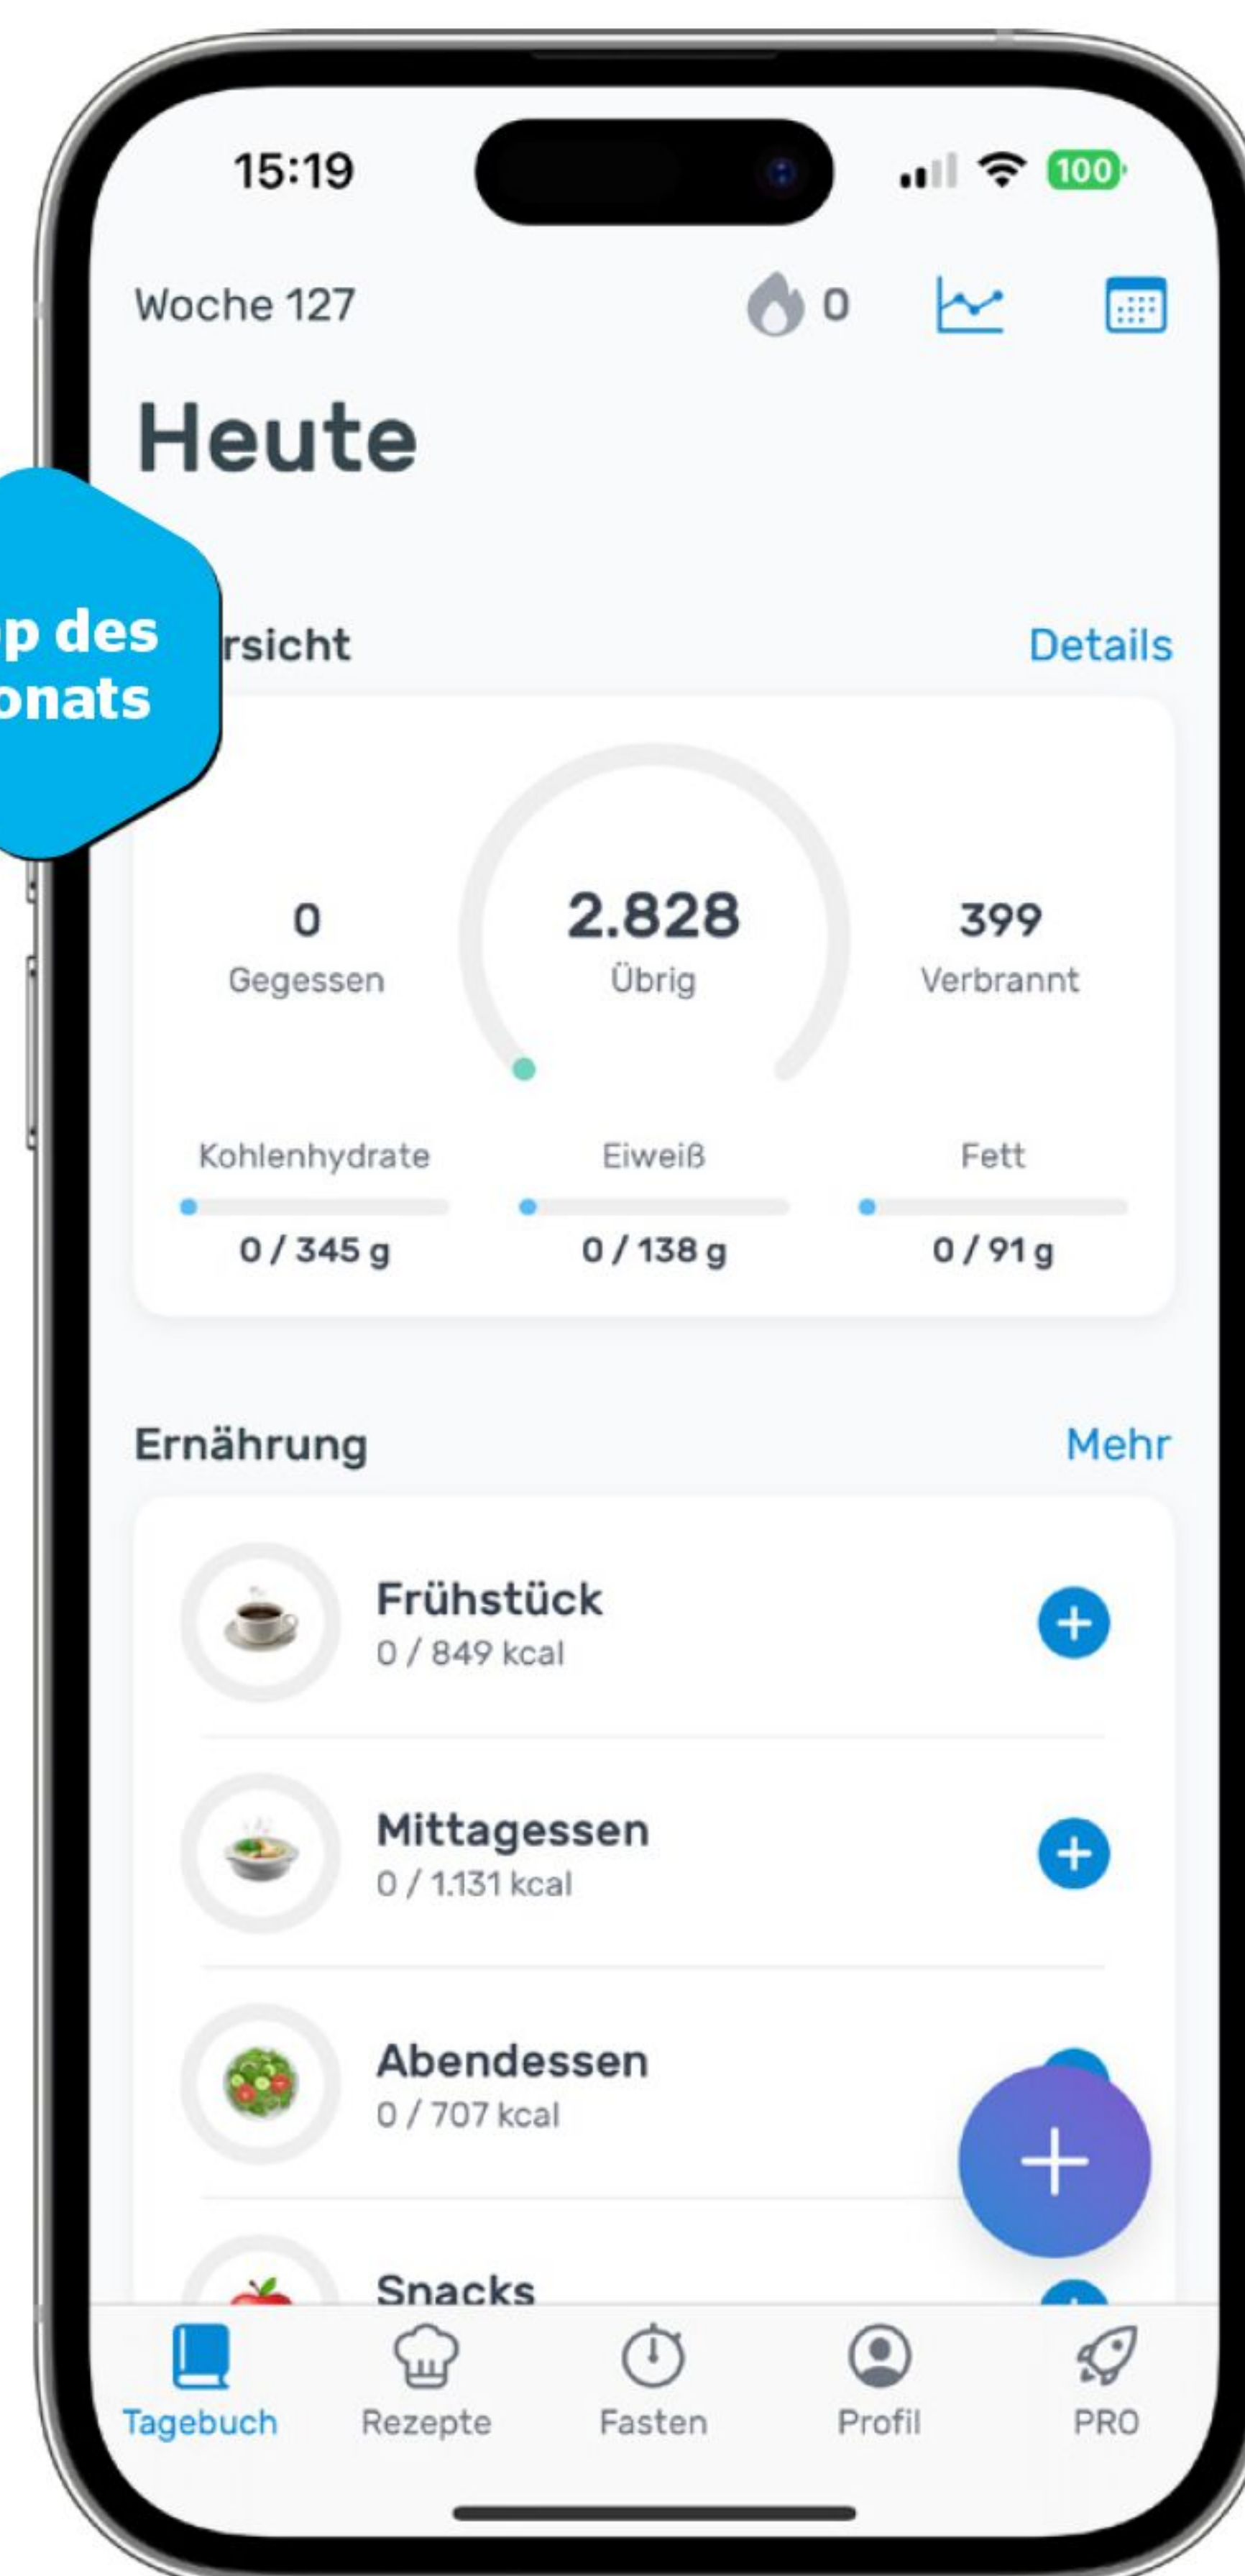 15:19
100
Woche 127
0
Heute
p des
onats
rsicht
Details
0
2.828
399
Gegessen
Übrig
Verbrannt
Kohlenhydrate
Eiweiß
Fett
0 / 345 g
0 / 138 g
0 / 91 g
Ernährung
Mehr
Frühstück
0 / 849 kcal
Mittagessen
0 / 1.131 kcal
Abendessen
0 / 707 kcal
Snacks
Tagebuch
Rezepte
Fasten
Profil
PRO